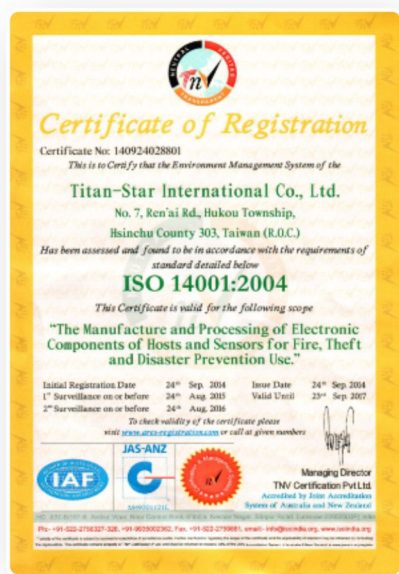 NEUTRAL VERITAS
TRANSPARENT
Certificate of Registration
Certificate No: 140924028801
This is to Certify that the Environment Management System of the
Titan-Star International Co., Ltd.
No. 7, Ren'ai Rd., Hukou Township,
Hsinchu County 303, Taiwan (R.O.C.)
Has been assessed and found to be in accordance with the requirements of
standard detailed below
ISO 14001:2004
This Certificate is valid for the following scope
"The Manufacture and Processing of Electronic
Components of Hosts and Sensors for Fire, Theft
and Disaster Prevention Use."
Initial Registration Date 24th Sep. 2014 Issue Date 24th Sep. 2014
1st Surveillance on or before 24th Aug. 2015 Valid Until 23rd Sep. 2017
2nd Surveillance on or before 24th Aug. 2016
To check validity of the certificate please
visit or call at given numbers
JAS-ANZ
IAF
Managing Director
TNV Certification Pvt Ltd.
Accredited by Joint Accreditation
System of Australia and New Zealand